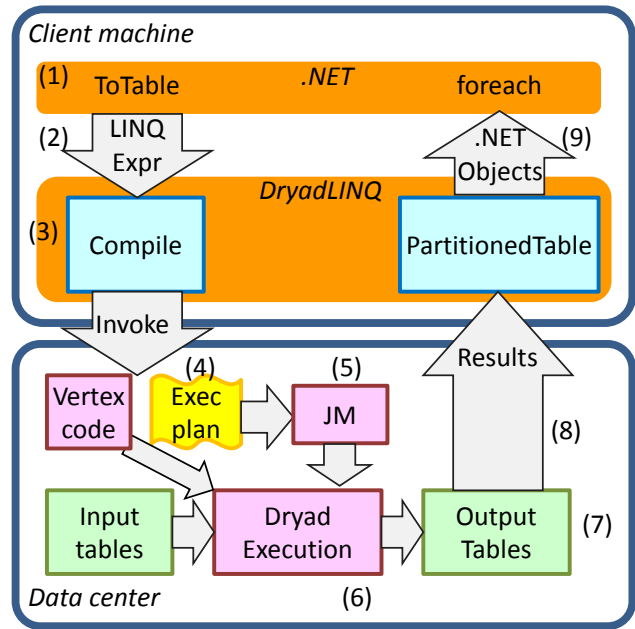 Client machine
(1)
ToTable
.NET
foreach
(2)
LINQ
Expr
.NET
Objects
(9)
DryadLINQ
(3)
Compile
PartitionedTable
Invoke
Results
(4)
(5)
Vertex
code
Exec
plan
JM
(8)
Input
tables
Dryad
Execution
Output
Tables
(7)
(6)
Data center